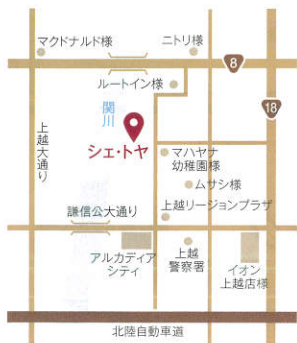 マクドナルド様
ニトリ様
8
ルートイン様
18
関川
シェ・トヤ
上越大通り
マハヤナ
幼稚園様
ムサシ様
上越リージョンプラザ
謙信公大通り
アルカディア
シティ
上越
警察署
イオン
上越店様
北陸自動車道